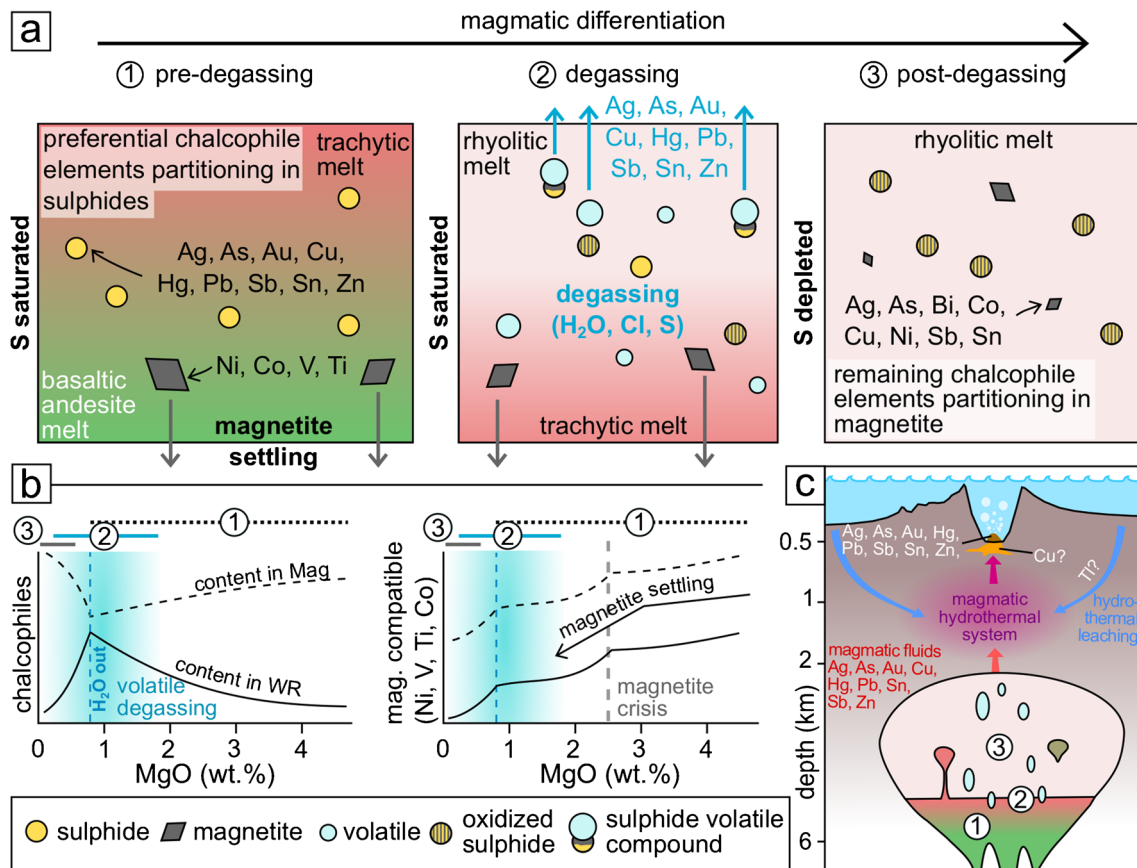 a
magmatic differentiation
① pre-degassing
② degassing
③ post-degassing
S saturated
preferential chalcophile
elements partitioning in
sulphides
trachytic
melt
Ag, As, Au, Cu,
Hg, Pb, Sb, Sn, Zn
Ni, Co, V, Ti
basaltic
andesite
melt
magnetite
settling
S saturated
rhyolitic
melt
Ag, As, Au,
Cu, Hg, Pb,
Sb, Sn, Zn
degassing
(H₂O, Cl, S)
trachytic melt
S depleted
rhyolitic melt
Ag, As, Bi, Co,
Cu, Ni, Sb, Sn
remaining chalcophile
elements partitioning in
magnetite
b
③
②
①
chalcophiles
content in Mag
content in WR
H₂O out
volatile
degassing
0 1 2 3 4
MgO (wt.%)
③
②
①
mag. compatible
(Ni, V, Ti, Co)
magnetite settling
magnetite
crisis
0 1 2 3 4
MgO (wt.%)
c
depth (km)
0.5
1
2
6
Ag, As, Au, Hg,
Pb, Sb, Sn, Zn,
Cu?
Tl?
magmatic
hydrothermal
system
hydro-
thermal
leaching
magmatic fluids
Ag, As, Au, Cu,
Hg, Pb, Sn,
Sb, Zn
③
②
①
sulphide
magnetite
volatile
oxidized
sulphide
sulphide volatile
compound